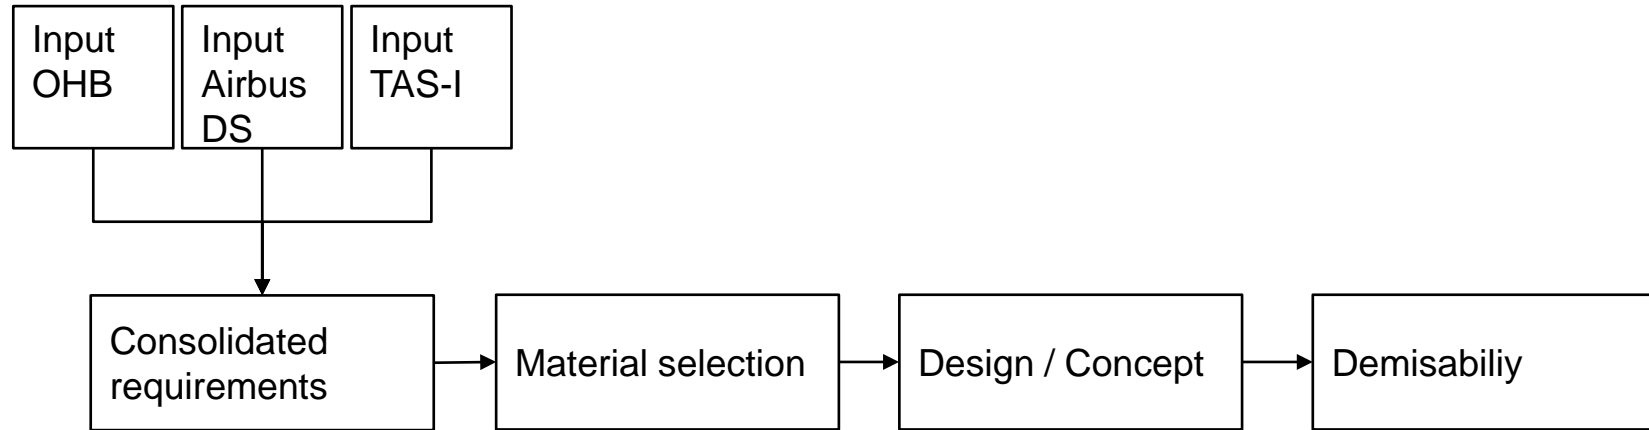 Input
OHB
Input
Airbus
DS
Input
TAS-I
Consolidated
requirements
Material selection
Design / Concept
Demisabiliy